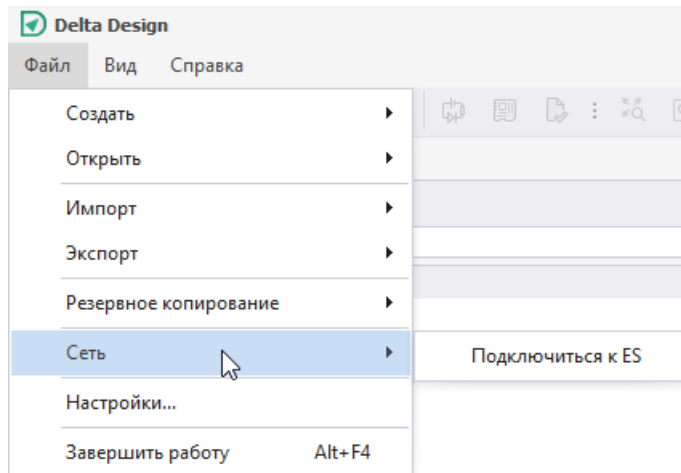 Delta Design
Файл Вид Справка
Создать
Открыть
Импорт
Экспорт
Резервное копирование
Сеть Подключиться к ES
Настройки...
Завершить работу Alt+F4